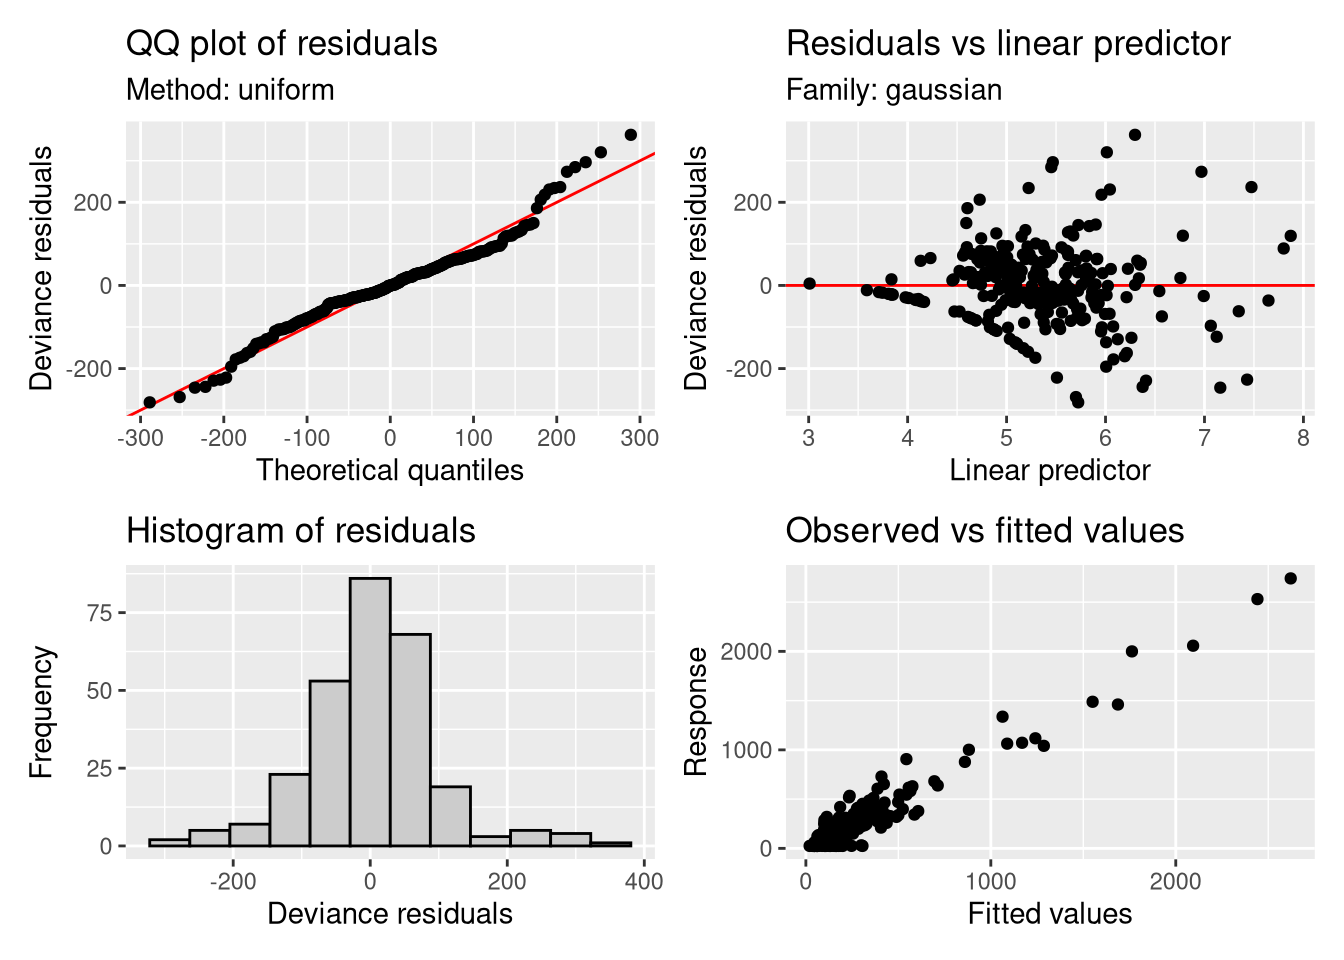 QQ plot of residuals
Method: uniform
Deviance residuals
200
0
-200
-300
-200
-100
0
100
200
300
Theoretical quantiles
Residuals vs linear predictor
Family: gaussian
Deviance residuals
200
0
-200
3
4
5
6
7
8
Linear predictor
Histogram of residuals
Frequency
75
50
25
0
-200
0
200
400
Deviance residuals
Observed vs fitted values
Response
2000
1000
0
0
1000
2000
Fitted values